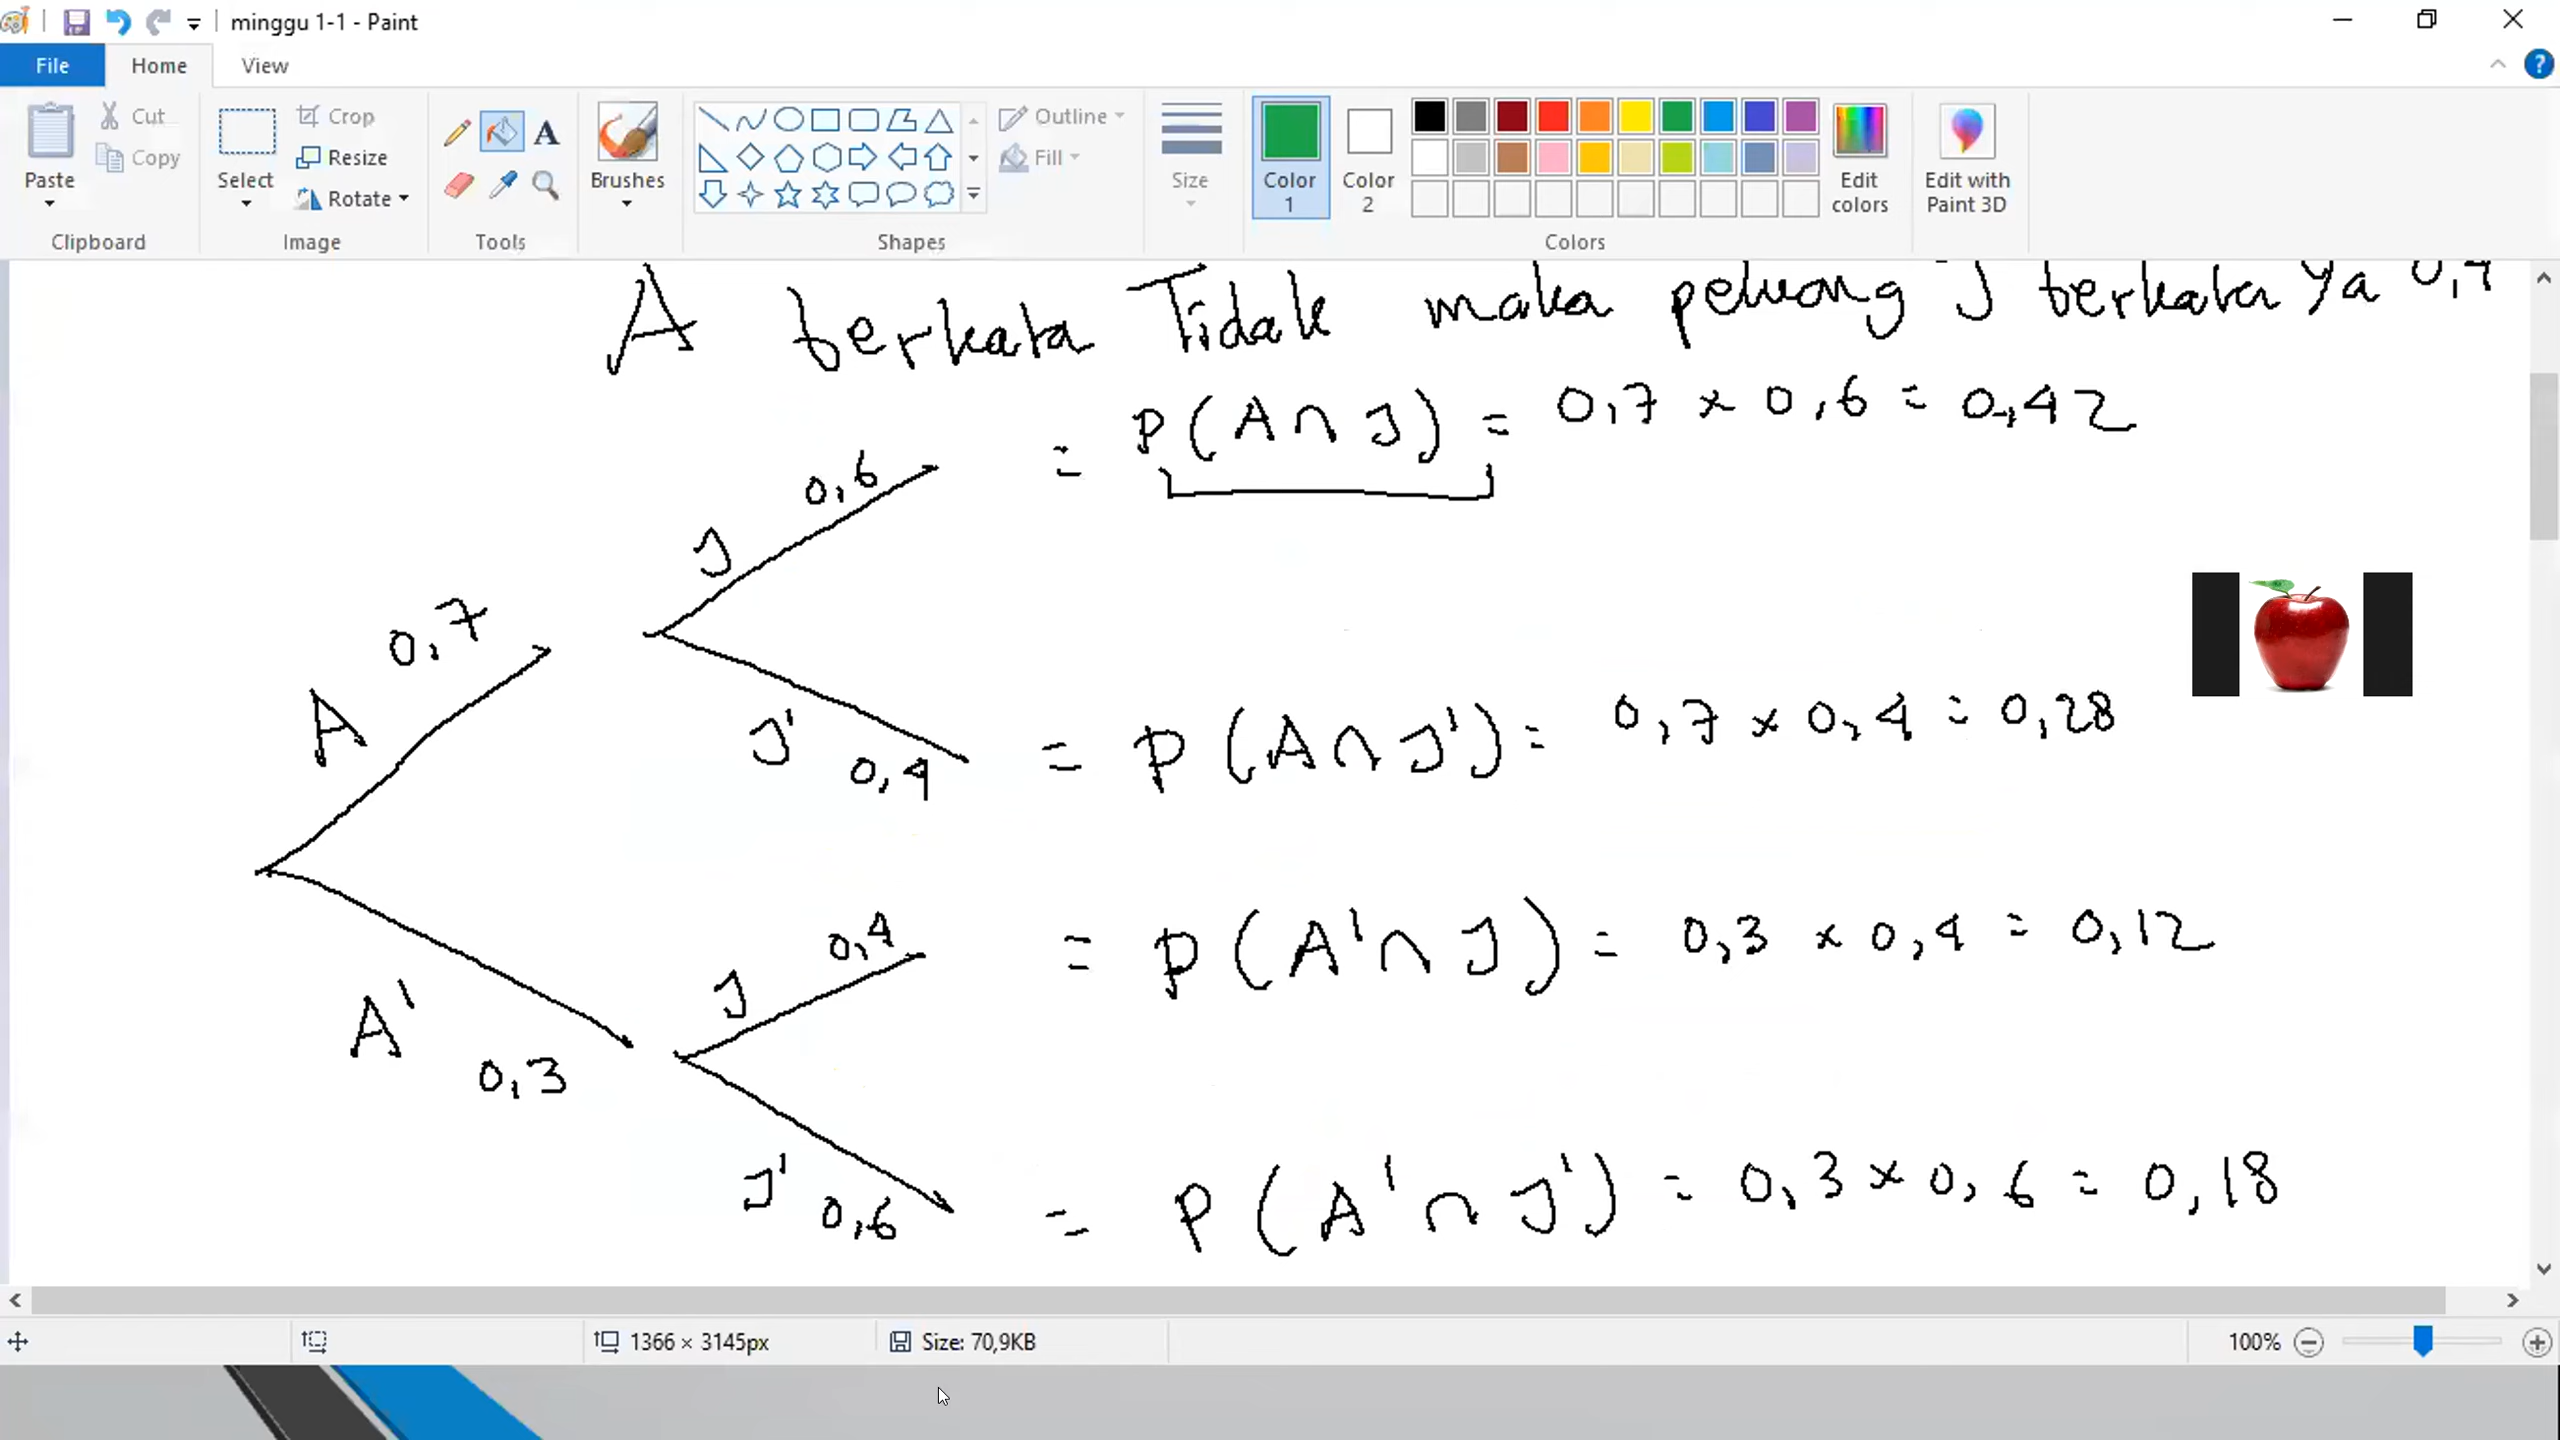 minggu 1-1 - Paint
File Home View
Paste Cut Copy Clipboard
Select Crop Resize Rotate Image
Tools
Brushes
Outline Fill Shapes
Size
Color 1 Color 2 Edit colors Colors
Edit with Paint 3D
A berkata Tidak maka peluang J berkata Ya 0,4
= P(A∩J) = 0,7 x 0,6 = 0,42
0,6
J
0,7
A
J' 0,4 = P(A∩J') = 0,7 x 0,4 = 0,28
0,4 = P(A'∩J) = 0,3 x 0,4 = 0,12
J
A' 0,3
J' 0,6 = P(A'∩J') = 0,3 x 0,6 = 0,18
1366 × 3145px Size: 70,9KB 100%